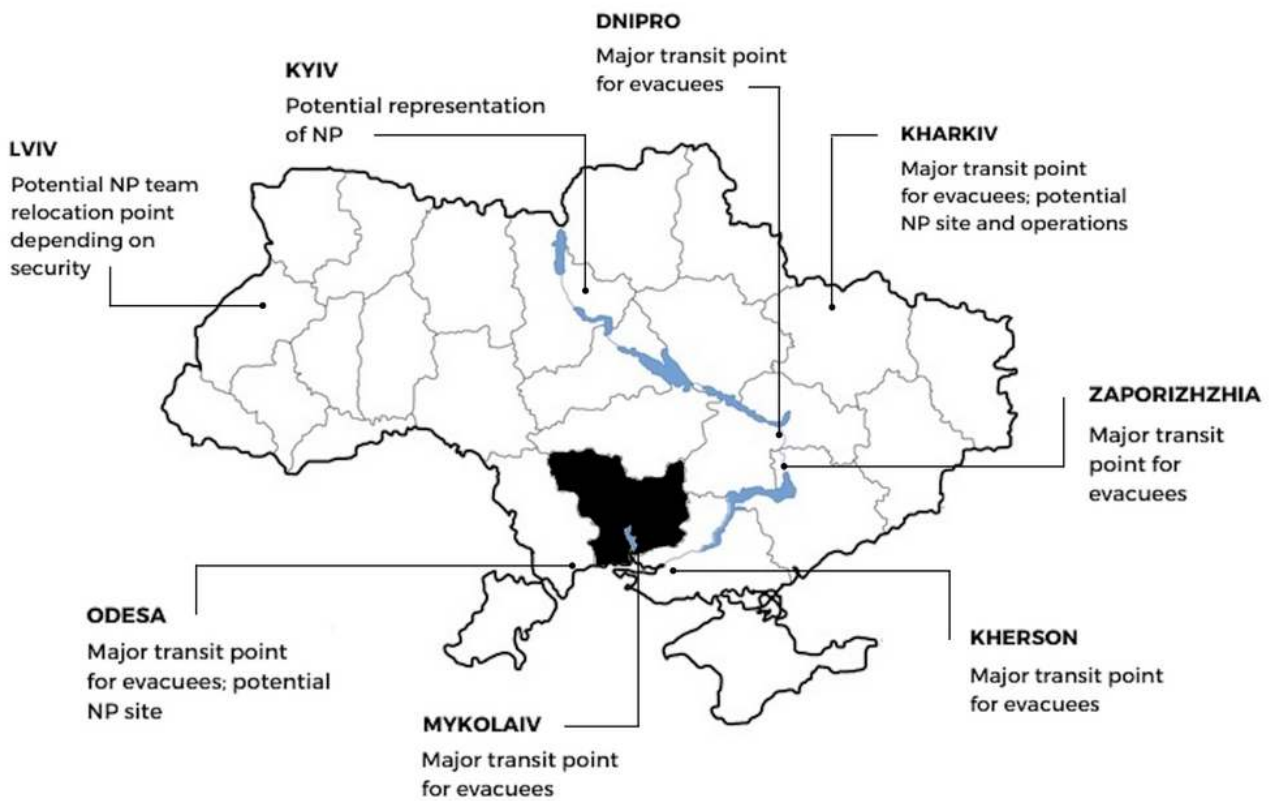 DNIPRO
Major transit point
for evacuees
KYIV
Potential representation
of NP
KHARKIV
Major transit point
for evacuees; potential
NP site and operations
LVIV
Potential NP team
relocation point
depending on
security
ZAPORIZHZHIA
Major transit
point for
evacuees
ODESA
Major transit point
for evacuees; potential
NP site
KHERSON
Major transit point
for evacuees
MYKOLAIV
Major transit point
for evacuees